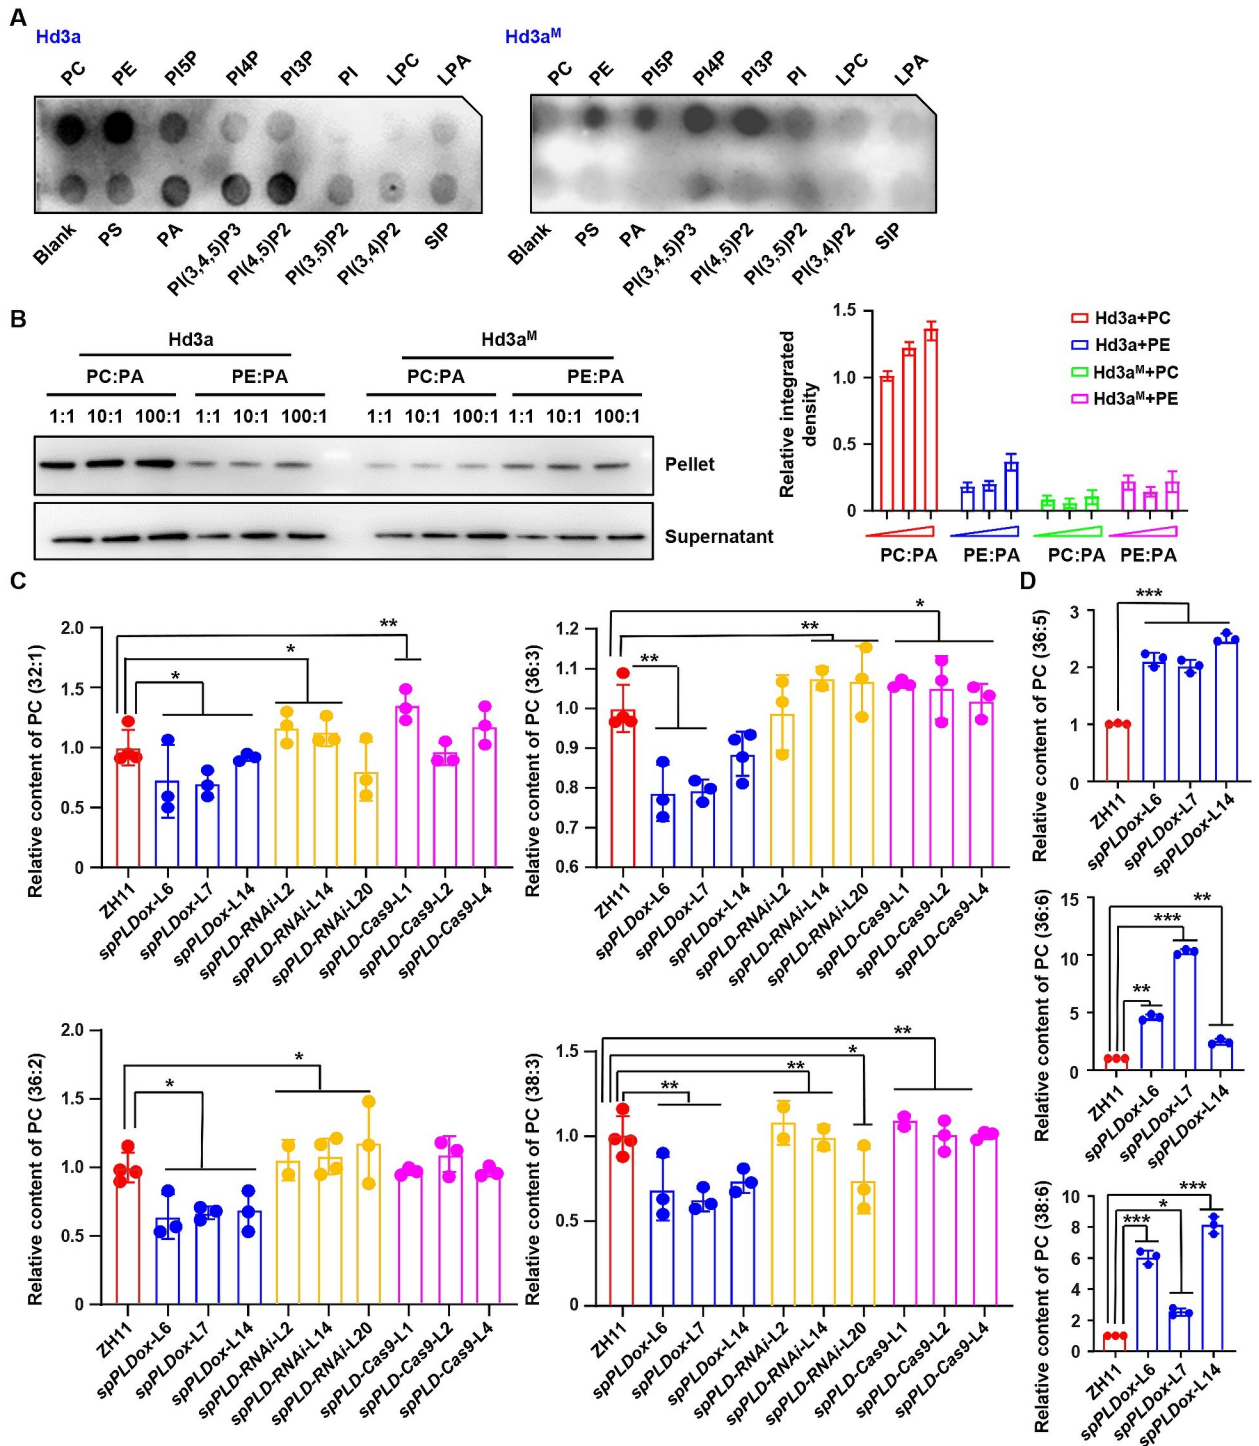 A
Hd3a
PC PE PI5P PI4P PI3P PI LPC LPA
Blank PS PA PI(3,4,5)P3 PI(4,5)P2 PI(3,5)P2 PI(3,4)P2 SIP
Hd3aM
PC PE PI5P PI4P PI3P PI LPC LPA
Blank PS PA PI(3,4,5)P3 PI(4,5)P2 PI(3,5)P2 PI(3,4)P2 SIP
B
Hd3a Hd3aM
PC:PA PE:PA PC:PA PE:PA
1:1 10:1 100:1 1:1 10:1 100:1 1:1 10:1 100:1 1:1 10:1 100:1
Pellet
Supernatant
Relative integrated
density
1.5
1.0
0.5
0
PC:PA PE:PA PC:PA PE:PA
Hd3a+PC
Hd3a+PE
Hd3aM+PC
Hd3aM+PE
C
Relative content of PC (32:1)
2.0
1.5
1.0
0.5
0
**
*
*
ZH11 spPLDox-L6 spPLDox-L7 spPLDox-L14 spPLD-RNAi-L2 spPLD-RNAi-L14 spPLD-RNAi-L20 spPLD-Cas9-L1 spPLD-Cas9-L2 spPLD-Cas9-L4
Relative content of PC (36:3)
1.2
1.1
1.0
0.9
0.8
0.7
0.6
*
**
**
ZH11 spPLDox-L6 spPLDox-L7 spPLDox-L14 spPLD-RNAi-L2 spPLD-RNAi-L14 spPLD-RNAi-L20 spPLD-Cas9-L1 spPLD-Cas9-L2 spPLD-Cas9-L4
Relative content of PC (36:2)
2.0
1.5
1.0
0.5
0
*
*
ZH11 spPLDox-L6 spPLDox-L7 spPLDox-L14 spPLD-RNAi-L2 spPLD-RNAi-L14 spPLD-RNAi-L20 spPLD-Cas9-L1 spPLD-Cas9-L2 spPLD-Cas9-L4
Relative content of PC (38:3)
1.5
1.0
0.5
0
**
*
**
**
ZH11 spPLDox-L6 spPLDox-L7 spPLDox-L14 spPLD-RNAi-L2 spPLD-RNAi-L14 spPLD-RNAi-L20 spPLD-Cas9-L1 spPLD-Cas9-L2 spPLD-Cas9-L4
D
Relative content of PC (36:5)
3
2
1
0
***
ZH11 spPLDox-L6 spPLDox-L7 spPLDox-L14
Relative content of PC (36:6)
15
10
5
0
**
***
**
ZH11 spPLDox-L6 spPLDox-L7 spPLDox-L14
Relative content of PC (38:6)
10
8
6
4
2
0
***
*
***
ZH11 spPLDox-L6 spPLDox-L7 spPLDox-L14